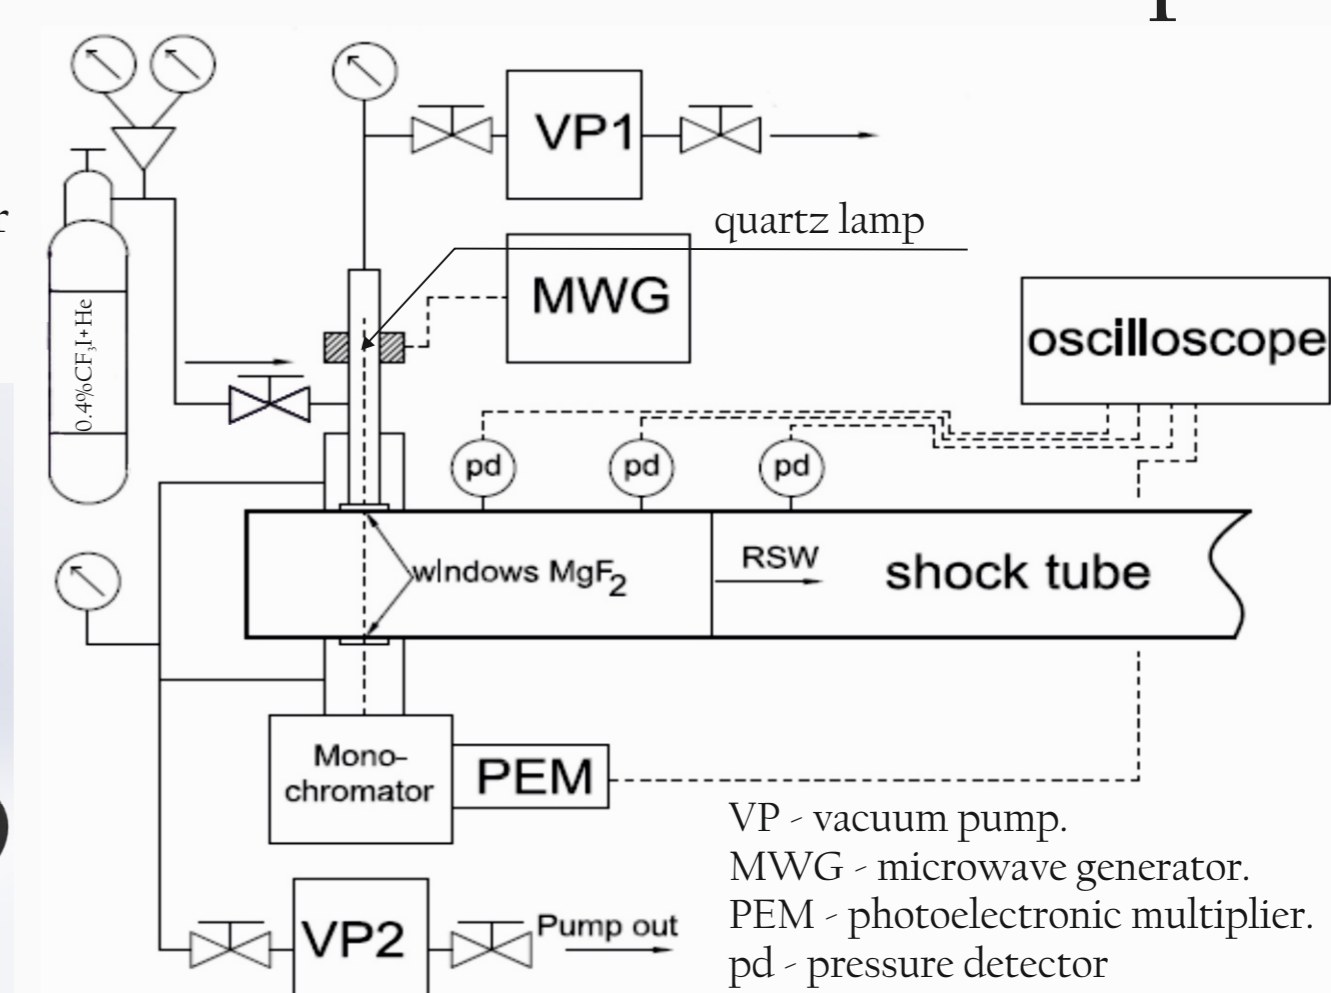 VP1
quartz lamp
MWG
oscilloscope
0.4%CF₃I+He
pd
pd
pd
windows MgF₂
RSW
shock tube
Mono-
chromator
PEM
VP - vacuum pump.
MWG - microwave generator.
PEM - photoelectronic multiplier.
pd - pressure detector
VP2
Pump out